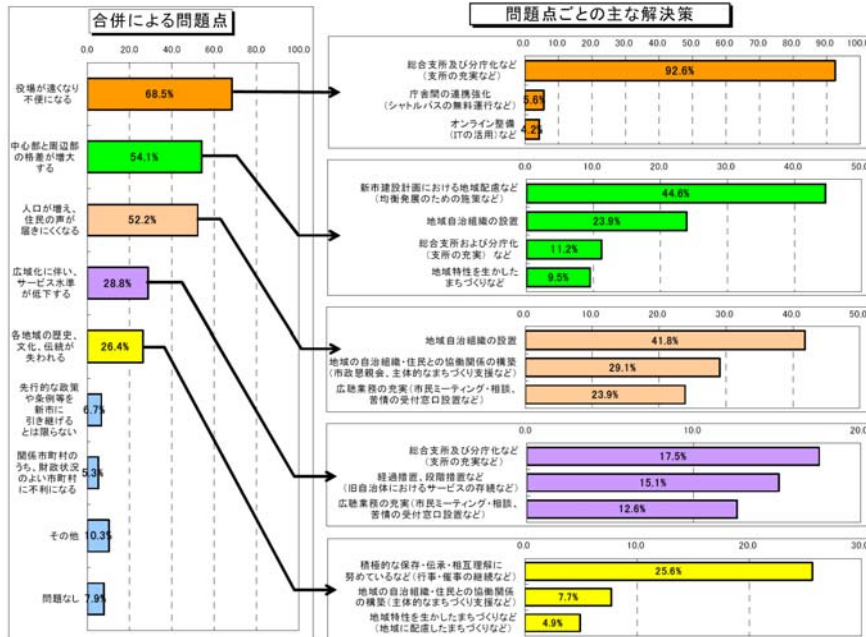 合併による問題点
0.0 20.0 40.0 60.0 80.0 100.0
役場が遠くなり
不便になる
68.5%
中心部と周辺部
の格差が増大
する
54.1%
人口が増え、
住民の声が
届きにくくなる
52.2%
広域化に伴い、
サービス水準
が低下する
28.8%
各地域の歴史、
文化、伝統が
失われる
26.4%
先行的な政策
や条例等を
新市に
引き継げる
とは限らない
6.7%
関係市町村の
うち、財政状況
のよい市町村
に不利になる
5.3%
その他
10.3%
問題なし
7.9%
問題点ごとの主な解決策
0.0 10.0 20.0 30.0 40.0 50.0 60.0 70.0 80.0 90.0 100.0
総合支所及び分庁化など
(支所の充実など)
92.6%
庁舎間の連携強化
(シャトルバスの無料運行など)
5.6%
オンライン整備
(ITの活用)など
4.2%
0.0 10.0 20.0 30.0 40.0 50.0
新市建設計画における地域配慮など
(均衡発展のための施策など)
44.6%
地域自治組織の設置
23.9%
総合支所および分庁化
(支所の充実) など
11.2%
地域特性を生かした
まちづくりなど
9.5%
0.0 10.0 20.0 30.0 40.0 50.0
地域自治組織の設置
41.8%
地域の自治組織・住民との協働関係の構築
(市政懇親会、主体的なまちづくり支援など)
29.1%
広聴業務の充実(市民ミーティング・相談、
苦情の受付窓口設置など)
23.9%
0.0 10.0 20.0
総合支所及び分庁化など
(支所の充実など)
17.5%
経過措置、段階措置など
(旧自治体におけるサービスの存続など)
15.1%
広聴業務の充実(市民ミーティング・相談、
苦情の受付窓口設置など)
12.6%
0.0 10.0 20.0 30.0
積極的な保存・伝承・相互理解に
努めているなど(行事・催事の継続など)
25.6%
地域の自治組織・住民との協働関係
の構築(主体的なまちづくり支援など)
7.7%
地域特性を生かしたまちづくりなど
(地域に配慮したまちづくりなど)
4.9%